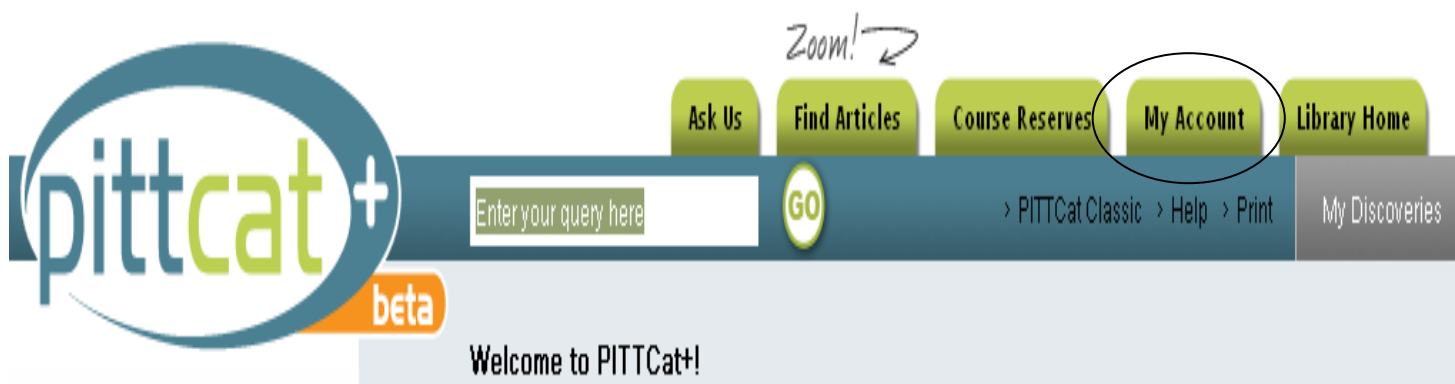 Zoom!
Ask Us Find Articles Course Reserves My Account Library Home
pittcat+
Enter your query here GO > PITTCat Classic > Help > Print My Discoveries
beta
Welcome to PITTCat+!